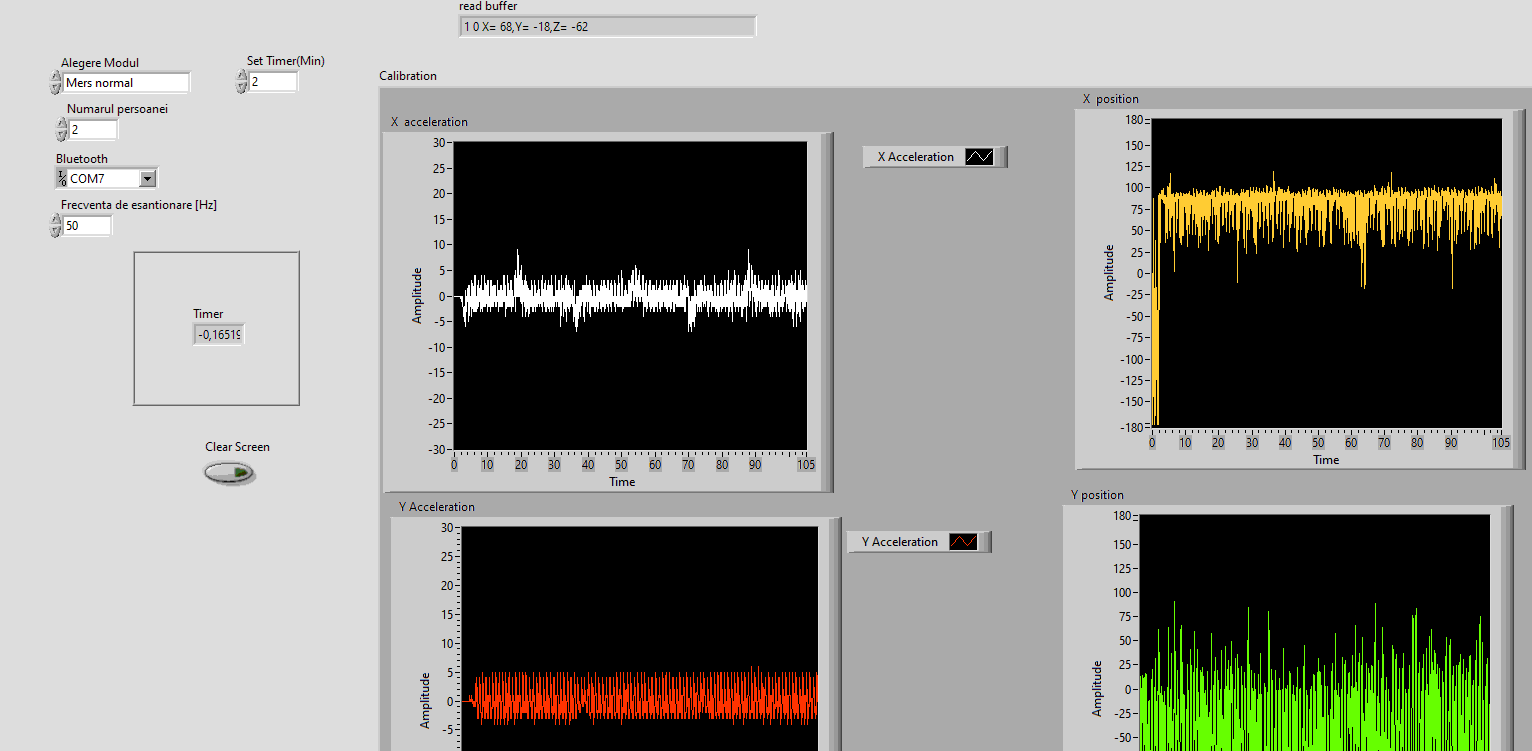 read buffer
1 0 X= 68,Y= -18,Z= -62
Alegere Modul
Mers normal
Set Timer(Min)
2
Numarul persoanei
2
Bluetooth
COM7
Frecventa de esantionare [Hz]
50
Timer
-0,16519
Clear Screen
Calibration
X acceleration
30
25
20
15
10
5
0
-5
-10
-15
-20
-25
-30
Amplitude
0 10 20 30 40 50 60 70 80 90 105
Time
X Acceleration
X position
180
150
125
100
75
50
25
0
-25
-50
-75
-100
-125
-150
-180
Amplitude
0 10 20 30 40 50 60 70 80 90 105
Time
Y Acceleration
30
25
20
15
10
5
0
-5
Amplitude
Y Acceleration
Y position
180
150
125
100
75
50
25
0
-25
-50
Amplitude